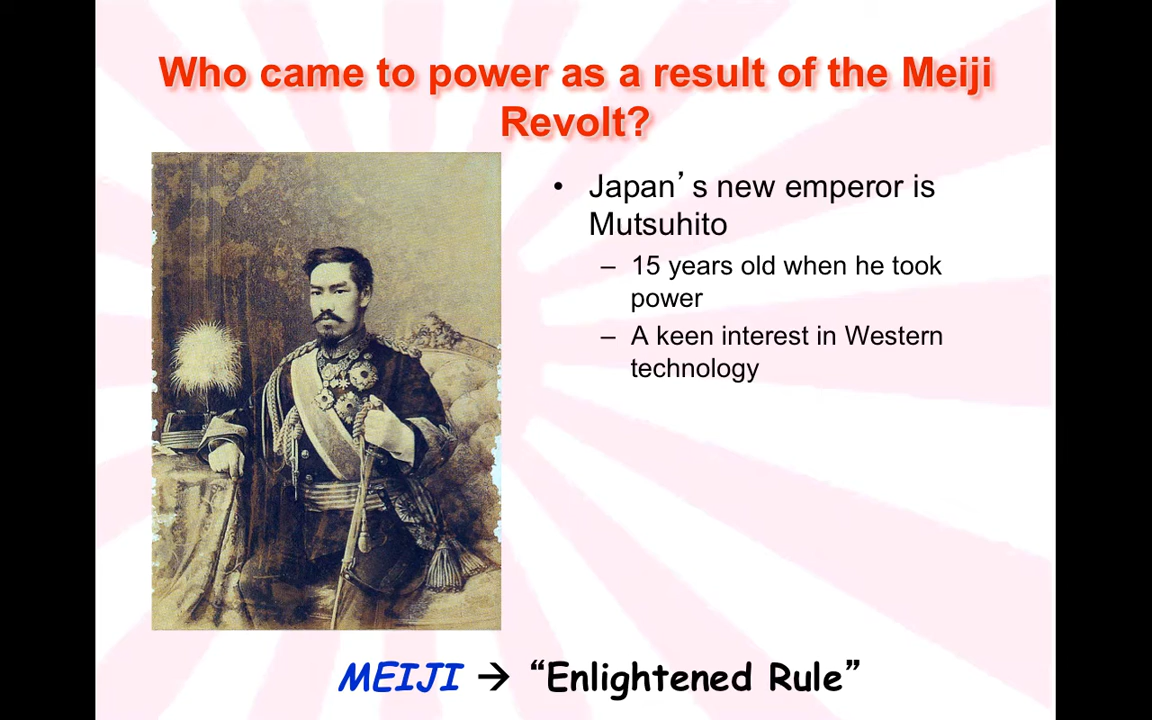 Who came to power as a result of the Meiji
Revolt?
• Japan’s new emperor is
Mutsuhito
– 15 years old when he took
power
– A keen interest in Western
technology
MEIJI → “Enlightened Rule”